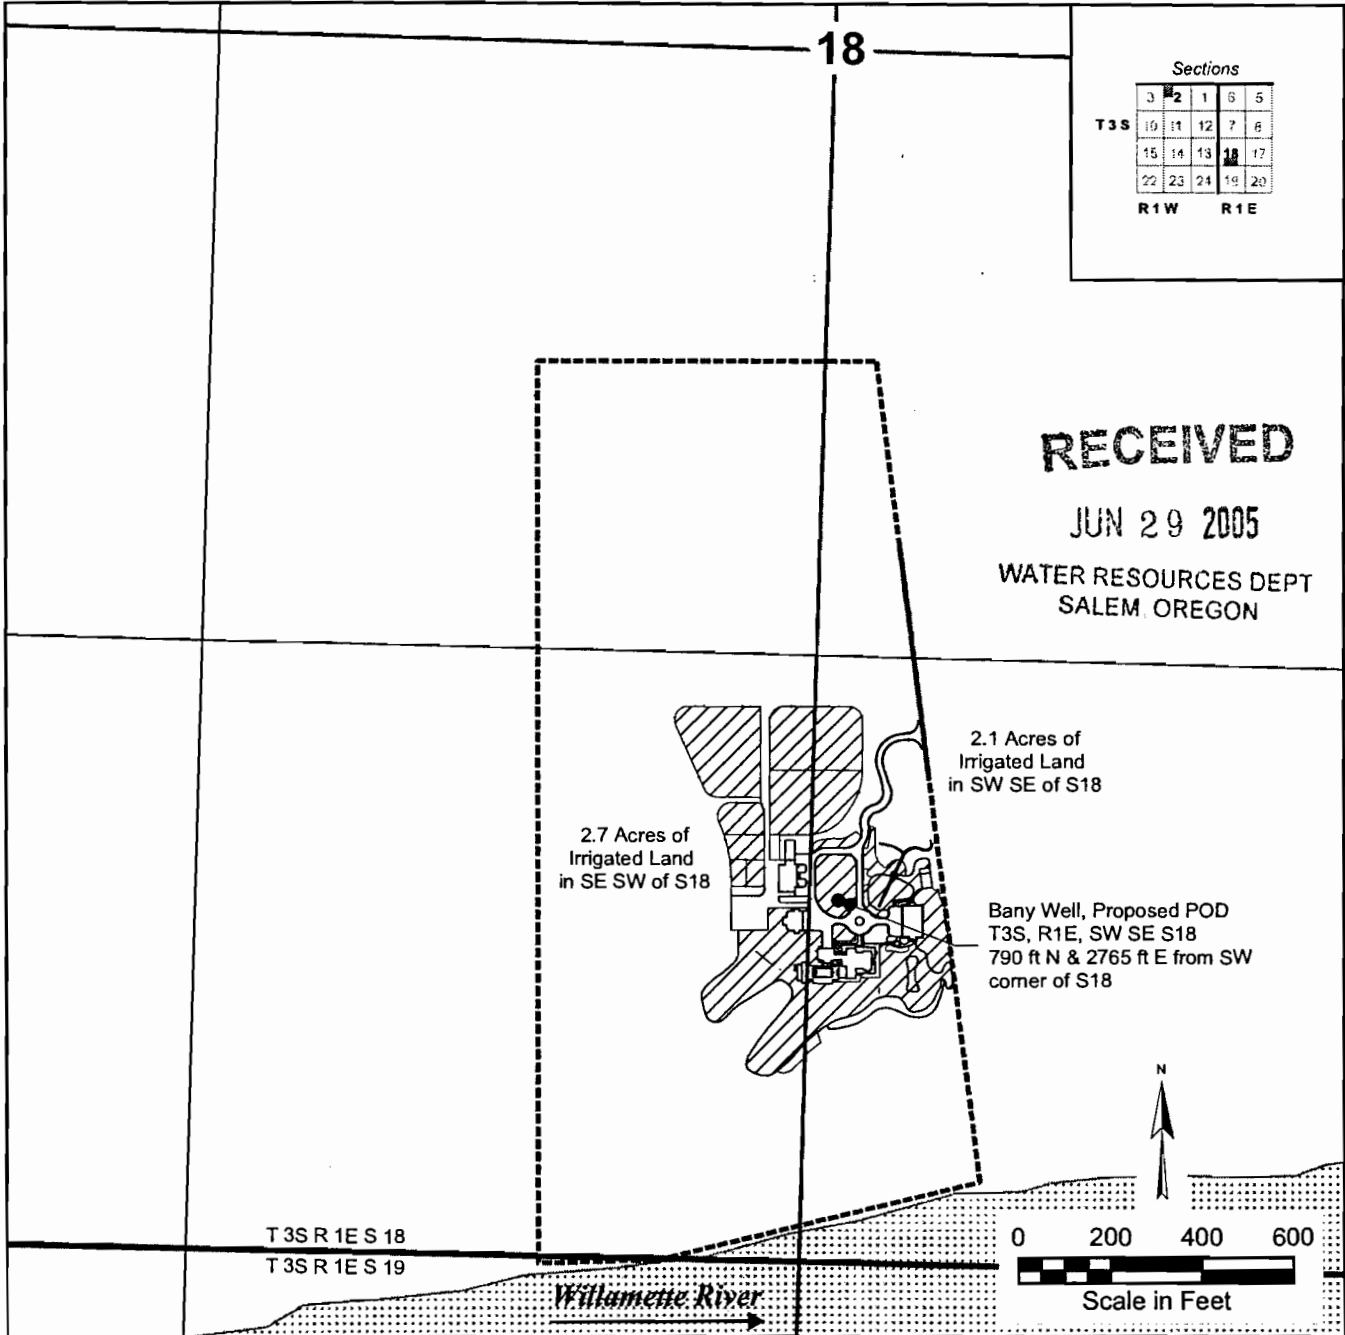 18
Sections
3 2 1 6 5
T3S 10 11 12 7 8
15 14 13 18 17
22 23 24 19 20
R1W R1E
RECEIVED
JUN 29 2005
WATER RESOURCES DEPT
SALEM, OREGON
2.1 Acres of
Irrigated Land
in SW SE of S18
2.7 Acres of
Irrigated Land
in SE SW of S18
Bany Well, Proposed POD
T3S, R1E, SW SE S18
790 ft N & 2765 ft E from SW
corner of S18
N
T 3S R 1E S 18
T 3S R 1E S 19
0 200 400 600
Scale in Feet
Willamette River